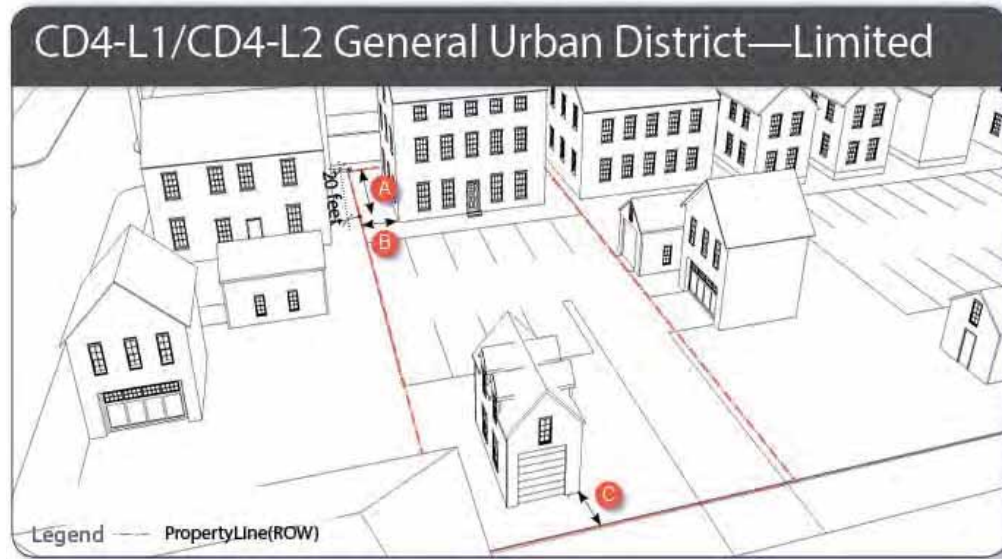 CD4-L1/CD4-L2 General Urban District—Limited
20 feet
A
B
C
Legend PropertyLine(ROW)